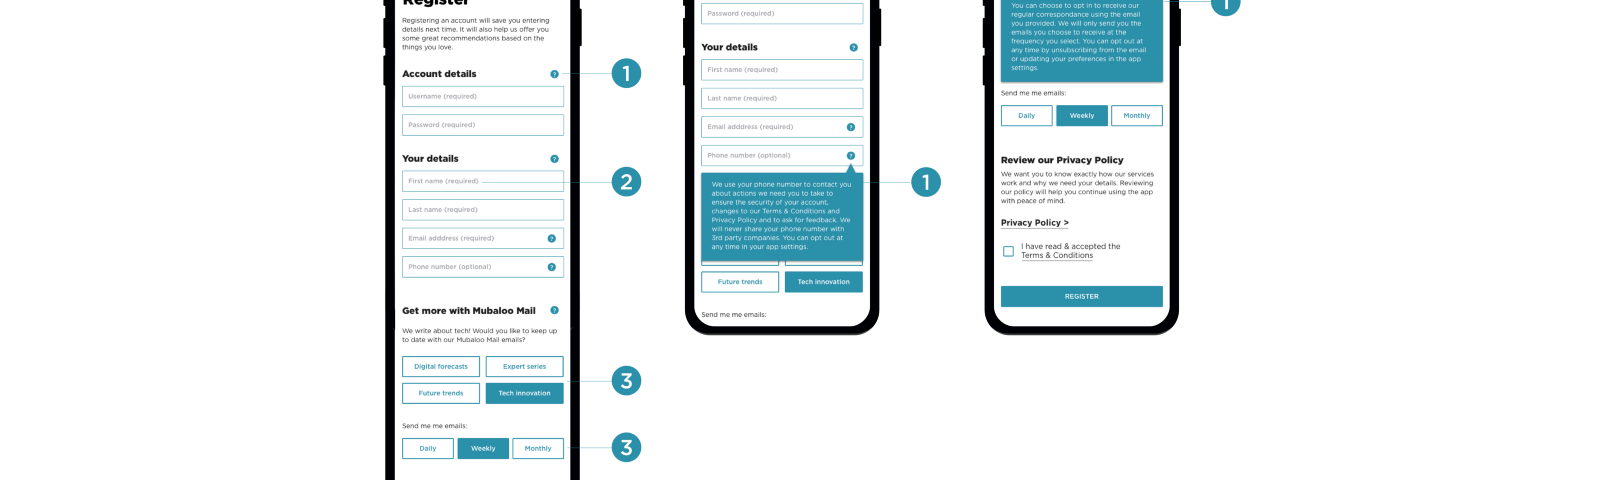 Register
Registering an account will save you entering
details next time. It will also help us offer you
some great recommendations based on the
things you love.
Account details ?
1
Username (required)
Password (required)
Your details ?
First name (required)
2
Last name (required)
Email adddress (required) ?
Phone number (optional) ?
Get more with Mubaloo Mail ?
We write about tech! Would you like to keep up
to date with our Mubaloo Mail emails?
Digital forecasts Expert series
3
Future trends Tech innovation
Send me me emails:
Daily Weekly Monthly
3
Password (required)
Your details ?
First name (required)
Last name (required)
Email adddress (required) ?
Phone number (optional) ?
We use your phone number to contact you
about actions we need you to take to
ensure the security of your account,
changes to our Terms & Conditions and
Privacy Policy and to ask for feedback. We
will never share your phone number with
3rd party companies. You can opt out at
any time in your app settings.
1
Future trends Tech innovation
Send me me emails:
You can choose to opt in to receive our
regular correspondance using the email
you provided. We will only send you the
emails you choose to receive at the
frequency you select. You can opt out at
any time by unsubscribing from the email
or updating your preferences in the app
settings.
1
Send me me emails:
Daily Weekly Monthly
Review our Privacy Policy
We want you to know exactly how our services
work and why we need your details. Reviewing
our policy will help you continue using the app
with peace of mind.
Privacy Policy >
I have read & accepted the
Terms & Conditions
REGISTER